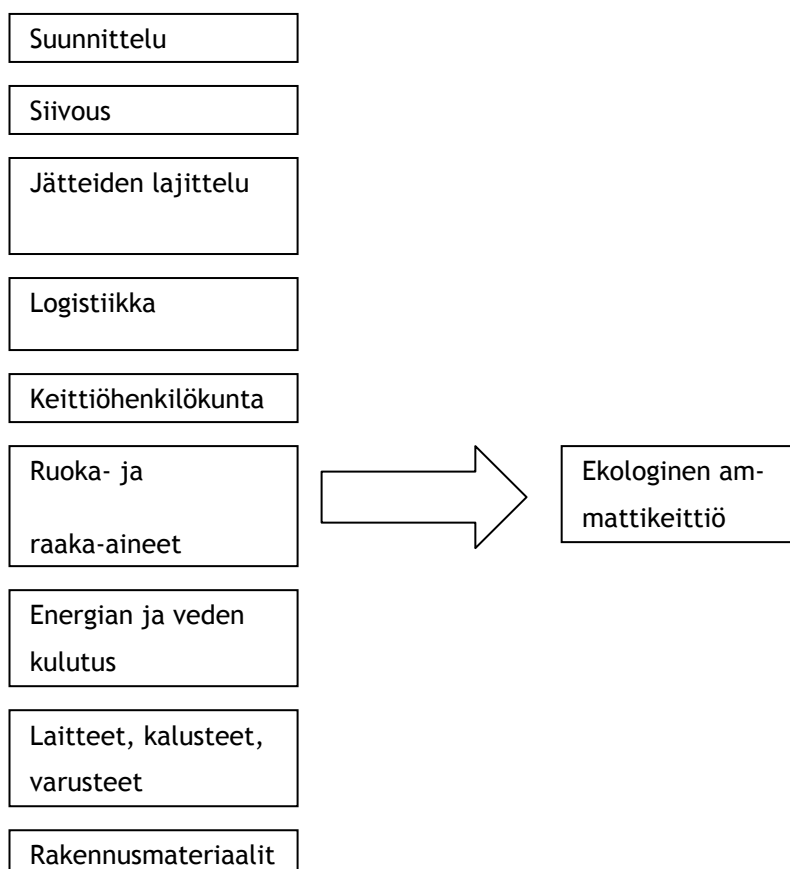 Suunnittelu
Siivous
Jätteiden lajittelu
Logistiikka
Keittiöhenkilökunta
Ruoka- ja
raaka-aineet
Energian ja veden
kulutus
Laitteet, kalusteet,
varusteet
Rakennusmateriaalit
Ekologinen am-
mattikeittiö